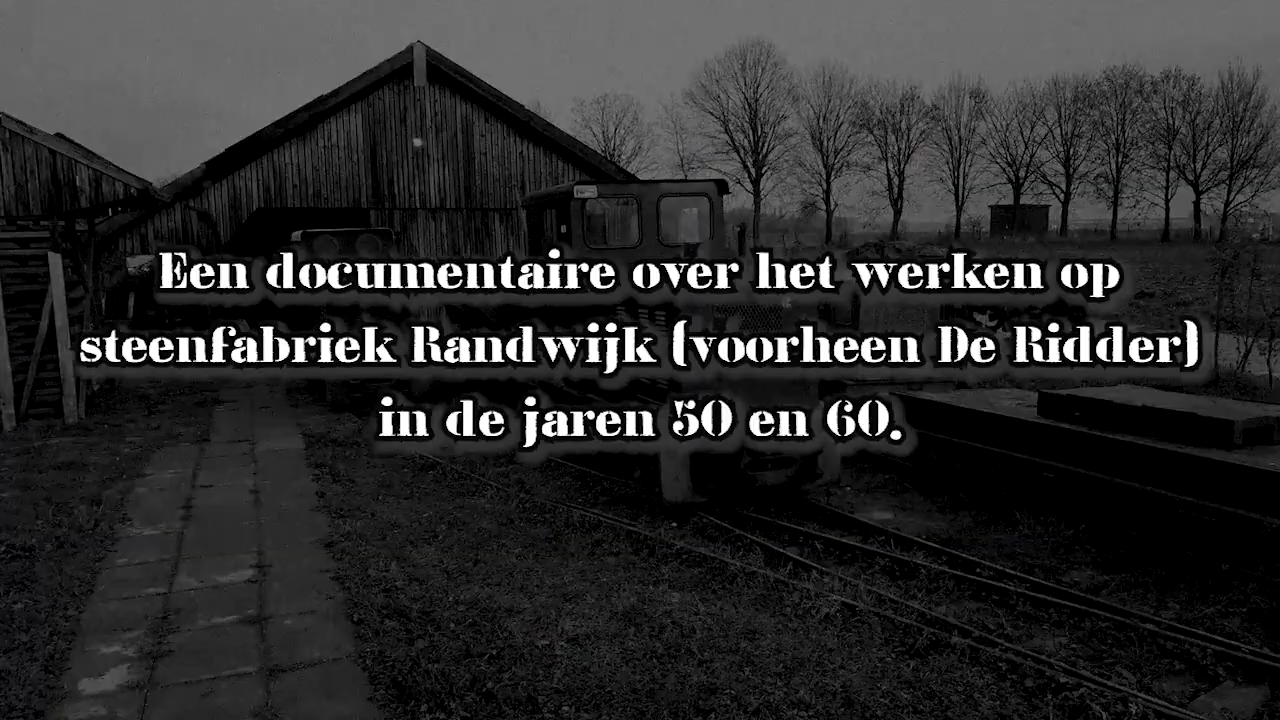 Een documentaire over het werken op
steenfabriek Randwijk (voorheen De Ridder)
in de jaren 50 en 60.